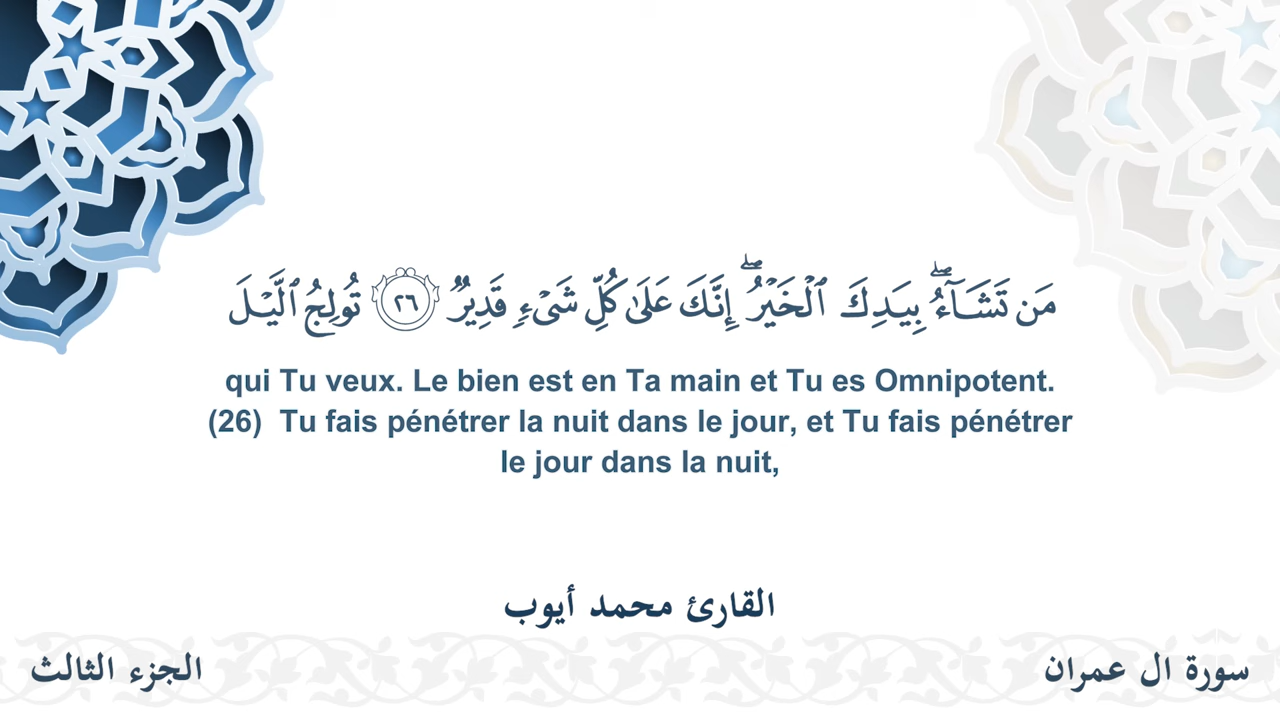 مَن تَشَآءُۖ بِيَدِكَ ٱلْخَيْرُۖ إِنَّكَ عَلَىٰ كُلِّ شَىْءٍ قَدِيرٌ ٢٦ تُولِجُ ٱلَّيْلَ
qui Tu veux. Le bien est en Ta main et Tu es Omnipotent.
(26) Tu fais pénétrer la nuit dans le jour, et Tu fais pénétrer
le jour dans la nuit,
القارئ محمد أيوب
سورة ال عمران
الجزء الثالث